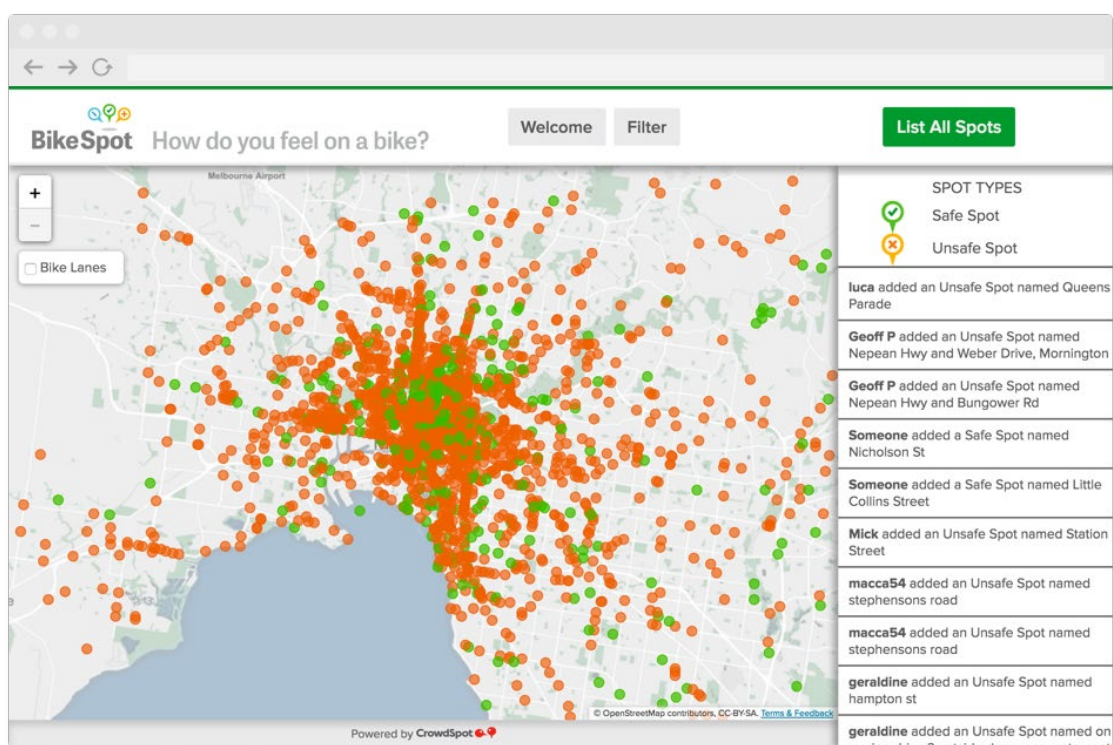 BikeSpot How do you feel on a bike?
Welcome
Filter
List All Spots
Melbourne Airport
+
−
Bike Lanes
© OpenStreetMap contributors, CC-BY-SA. Terms & Feedback
Powered by CrowdSpot
SPOT TYPES
Safe Spot
Unsafe Spot
luca added an Unsafe Spot named Queens
Parade
Geoff P added an Unsafe Spot named
Nepean Hwy and Weber Drive, Mornington
Geoff P added an Unsafe Spot named
Nepean Hwy and Bungower Rd
Someone added a Safe Spot named
Nicholson St
Someone added a Safe Spot named Little
Collins Street
Mick added an Unsafe Spot named Station
Street
macca54 added an Unsafe Spot named
stephensons road
macca54 added an Unsafe Spot named
stephensons road
geraldine added an Unsafe Spot named
hampton st
geraldine added an Unsafe Spot named on